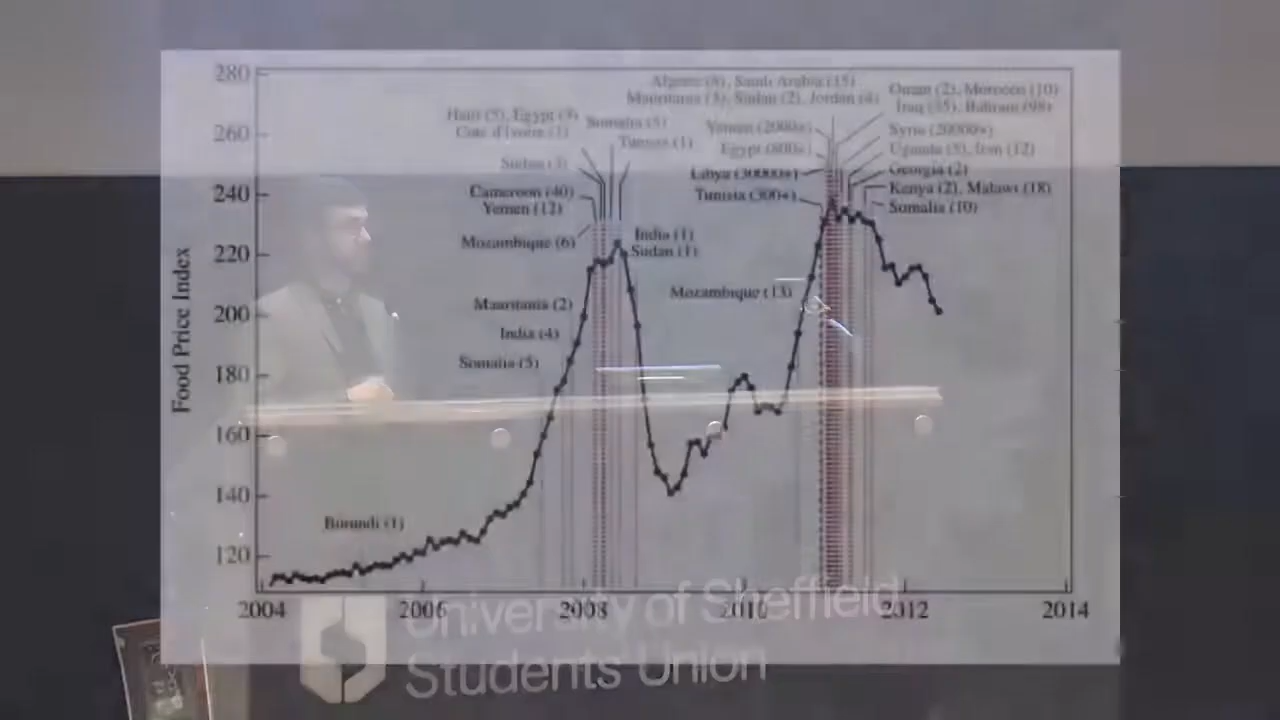 280
260
240
220
200
180
160
140
120
Food Price Index
2004
2006
2008
2010
2012
2014
Algeria (4), Saudi Arabia (15)
Mauritania (3), Sudan (2), Jordan (4)
Oman (2), Morocco (10)
Iraq (35), Bahrain (98)
Haiti (5), Egypt (3)
Cote d'Ivoire (1)
Somalia (5)
Tunisia (1)
Yemen (2000+)
Syria (20000+)
Egypt (800+)
Uganda (5), Iran (12)
Sudan (3)
Libya (30000+)
Georgia (2)
Cameroon (40)
Tunisia (300+)
Kenya (2), Malawi (18)
Yemen (12)
Somalia (10)
Mozambique (6)
India (1)
Sudan (1)
Mozambique (13)
Mauritania (2)
India (4)
Somalia (5)
Burundi (1)
University of Sheffield
Students' Union